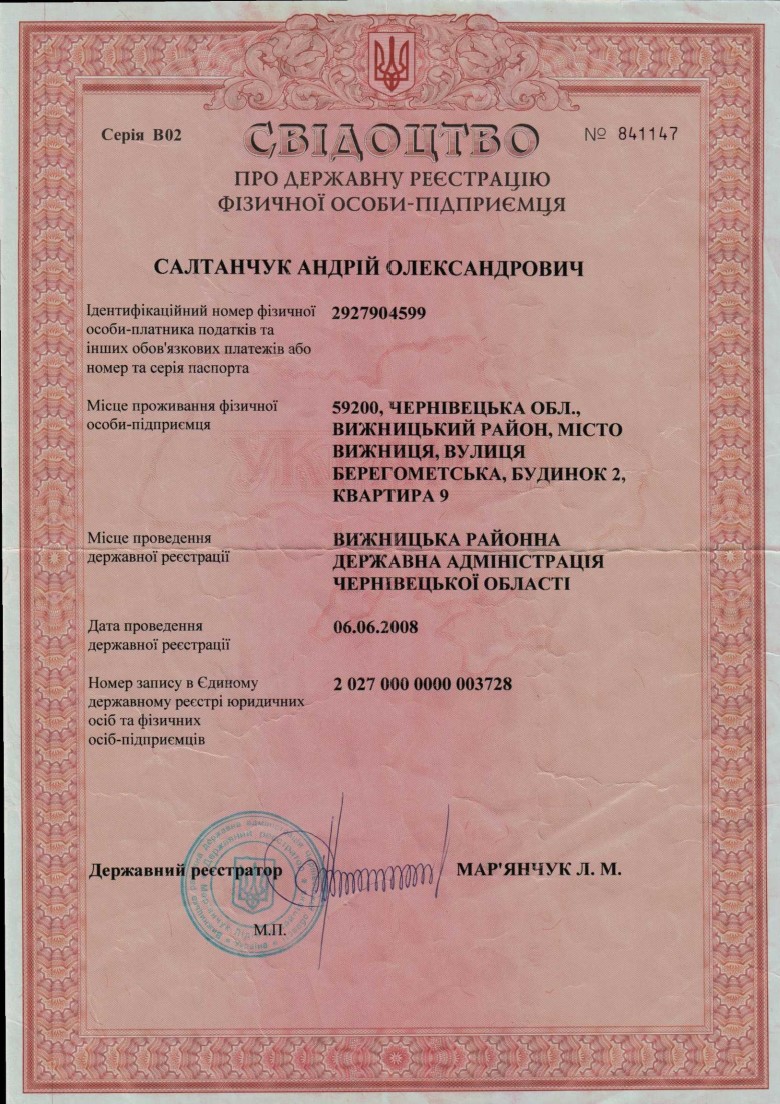 Серія В02
№ 841147
СВІДОЦТВО
ПРО ДЕРЖАВНУ РЕЄСТРАЦІЮ
ФІЗИЧНОЇ ОСОБИ-ПІДПРИЄМЦЯ
САЛТАНЧУК АНДРІЙ ОЛЕКСАНДРОВИЧ
Ідентифікаційний номер фізичної
особи-платника податків та
інших обов'язкових платежів або
номер та серія паспорта
2927904599
Місце проживання фізичної
особи-підприємця
59200, ЧЕРНІВЕЦЬКА ОБЛ.,
ВИЖНИЦЬКИЙ РАЙОН, МІСТО
ВИЖНИЦЯ, ВУЛИЦЯ
БЕРЕГОМЕТСЬКА, БУДИНОК 2,
КВАРТИРА 9
Місце проведення
державної реєстрації
ВИЖНИЦЬКА РАЙОННА
ДЕРЖАВНА АДМІНІСТРАЦІЯ
ЧЕРНІВЕЦЬКОЇ ОБЛАСТІ
Дата проведення
державної реєстрації
06.06.2008
Номер запису в Єдиному
державному реєстрі юридичних
осіб та фізичних
осіб-підприємців
2 027 000 0000 003728
Державний реєстратор
МАР'ЯНЧУК Л. М.
М.П.